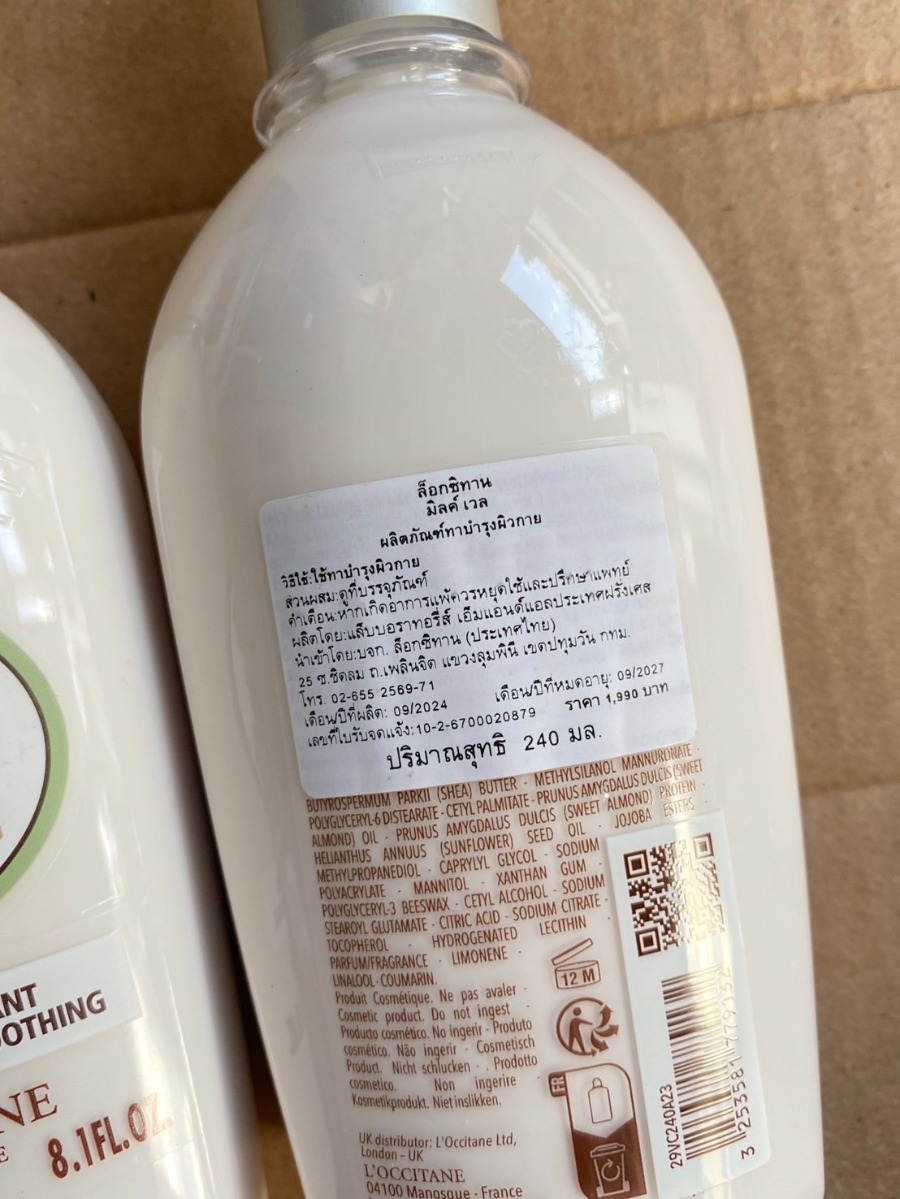 ล็อกซิทาน
มิลค์ เวล
ผลิตภัณฑ์ทาบำรุงผิวกาย
วิธีใช้:ใช้ทาบำรุงผิวกาย
ส่วนผสม:ดูที่บรรจุภัณฑ์
คำเตือน:หากเกิดอาการแพ้ควรหยุดใช้และปรึกษาแพทย์
ผลิตโดย:แล็บบอราทอรี่ส์ เอ็มแอนด์แอลประเทศฝรั่งเศส
นำเข้าโดย:บจก. ล็อกซิทาน (ประเทศไทย)
25 ซ.ชิดลม ถ.เพลินจิต แขวงลุมพินี เขตปทุมวัน กทม.
โทร. 02-655 2569-71
เดือน/ปีที่ผลิต: 09/2024 เดือน/ปีที่หมดอายุ: 09/2027
เลขที่ใบรับจดแจ้ง:10-2-6700020879 ราคา 1,990 บาท
ปริมาณสุทธิ 240 มล.
BUTYROSPERMUM PARKII (SHEA) BUTTER · METHYLSILANOL MANNURONATE ·
POLYGLYCERYL-6 DISTEARATE · CETYL PALMITATE · PRUNUS AMYGDALUS DULCIS (SWEET
ALMOND) OIL · PRUNUS AMYGDALUS DULCIS (SWEET ALMOND) PROTEIN ·
HELIANTHUS ANNUUS (SUNFLOWER) SEED OIL · JOJOBA ESTERS ·
METHYLPROPANEDIOL · CAPRYLYL GLYCOL · SODIUM
POLYACRYLATE · MANNITOL · XANTHAN GUM ·
POLYGLYCERYL-3 BEESWAX · CETYL ALCOHOL · SODIUM
STEAROYL GLUTAMATE · CITRIC ACID · SODIUM CITRATE ·
TOCOPHEROL · HYDROGENATED LECITHIN ·
PARFUM/FRAGRANCE · LIMONENE ·
LINALOOL · COUMARIN.
Produit Cosmétique. Ne pas avaler ·
Cosmetic product. Do not ingest ·
Producto cosmético. No ingerir · Produto
cosmético. Não ingerir · Cosmetisch
Product. Nicht schlucken · . Prodotto
cosmetico. Non ingerire
Kosmetikprodukt. Niet inslikken.
12 M
FR
UK distributor: L'Occitane Ltd,
London - UK
L'OCCITANE
04100 Manosque - France
29VC240A23
3 253581 779132
ANT
OOTHING
NE
E
8.1FL.OZ.